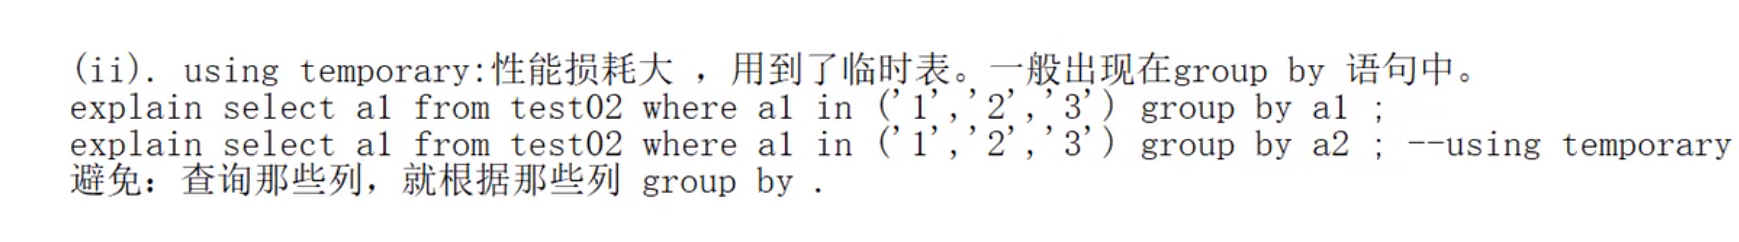 (ii). using temporary:性能损耗大 ，用到了临时表。一般出现在group by 语句中。
explain select a1 from test02 where a1 in ('1','2','3') group by a1 ;
explain select a1 from test02 where a1 in ('1','2','3') group by a2 ; --using temporary
避免：查询那些列，就根据那些列 group by .